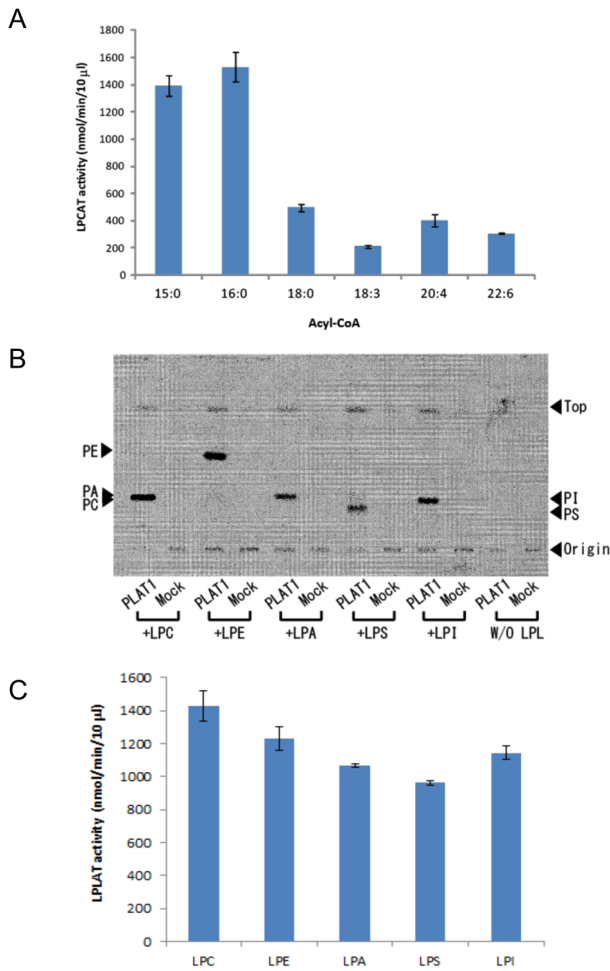 A
LPCAT activity (nmol/min/10 µl)
1800
1600
1400
1200
1000
800
600
400
200
0
15:0 16:0 18:0 18:3 20:4 22:6
Acyl-CoA
B
Top
PE
PA
PC
PI
PS
Origin
PLAT1 Mock PLAT1 Mock PLAT1 Mock PLAT1 Mock PLAT1 Mock PLAT1 Mock
+LPC +LPE +LPA +LPS +LPI W/O LPL
C
LPLAT activity (nmol/min/10 µl)
1600
1400
1200
1000
800
600
400
200
0
LPC LPE LPA LPS LPI